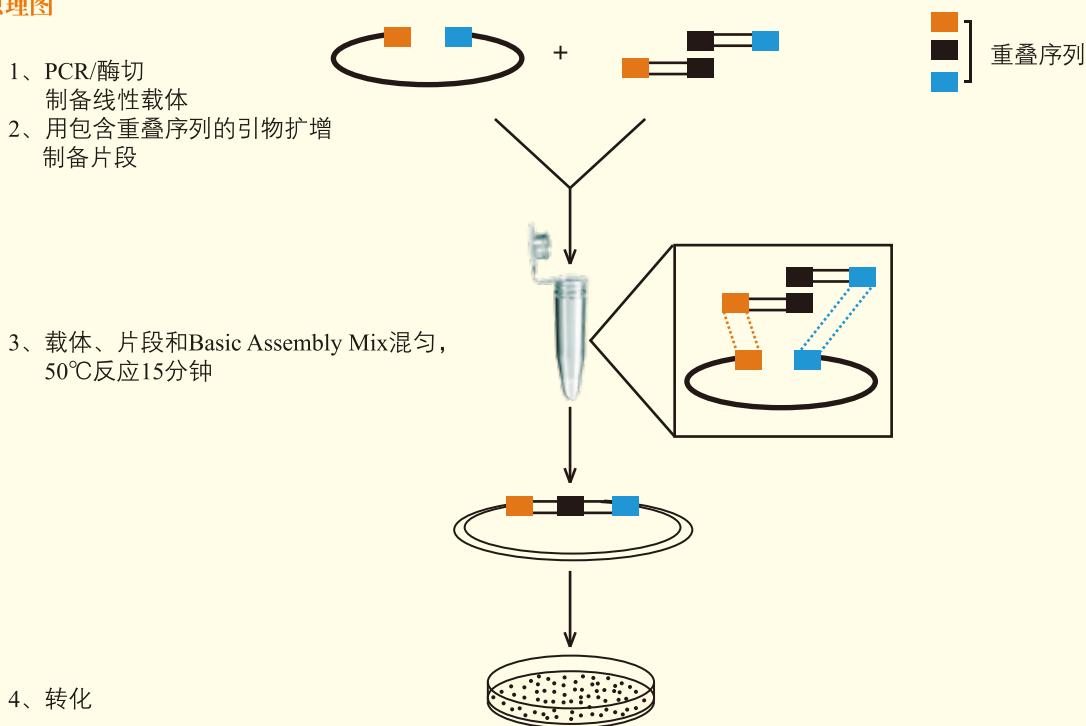 原理图
1、PCR/酶切
制备线性载体
2、用包含重叠序列的引物扩增
制备片段
+
重叠序列
3、载体、片段和Basic Assembly Mix混匀，
50℃反应15分钟
4、转化